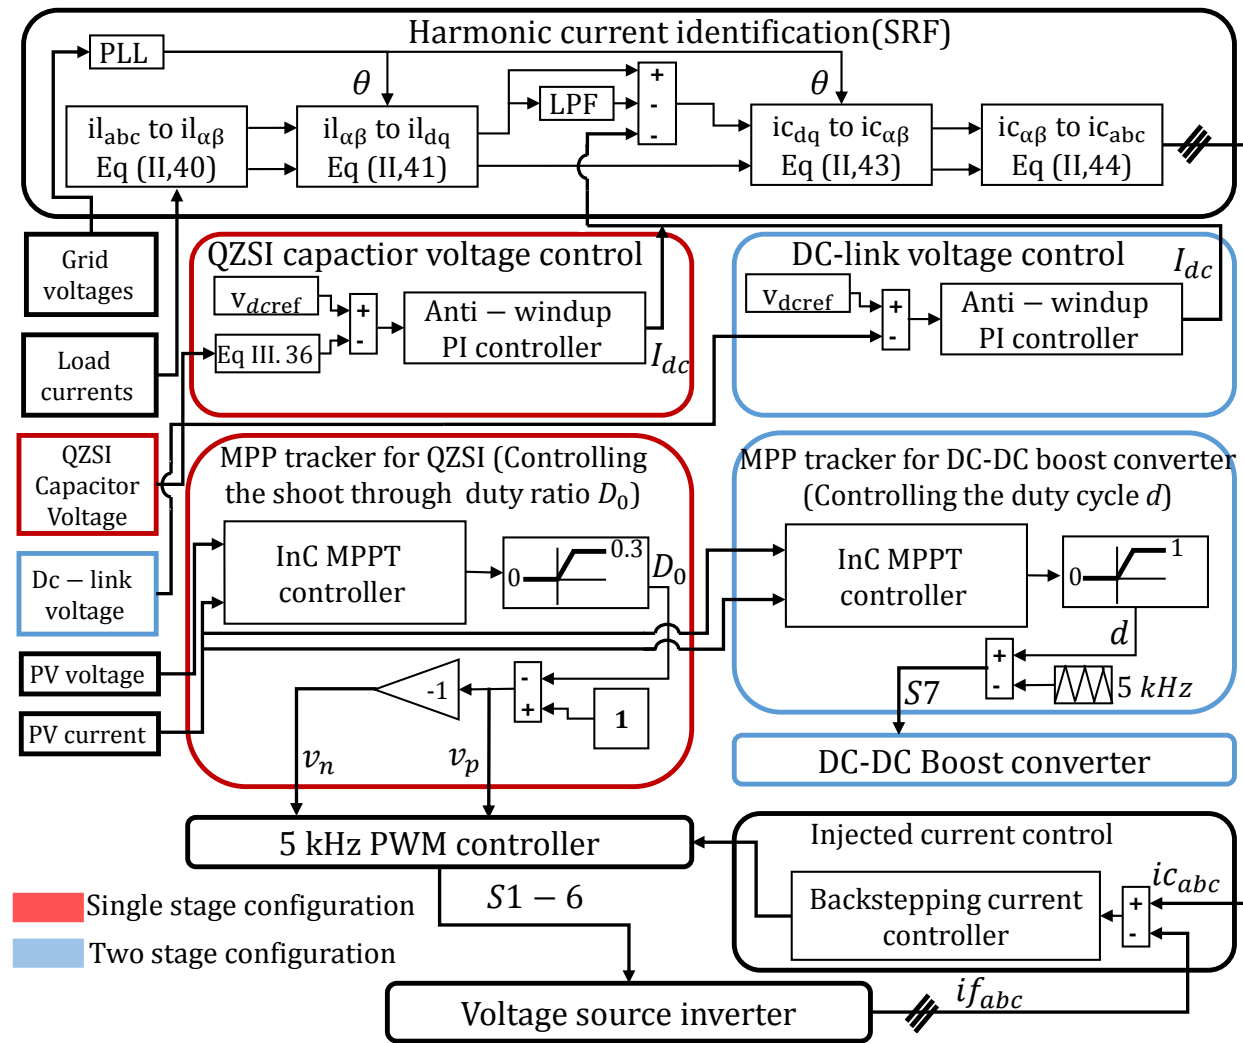 Harmonic current identification(SRF)
PLL
θ
LPF
+
-
-
θ
il_abc to il_αβ
Eq (II,40)
il_αβ to il_dq
Eq (II,41)
ic_dq to ic_αβ
Eq (II,43)
ic_αβ to ic_abc
Eq (II,44)
Grid
voltages
Load
currents
QZSI
Capacitor
Voltage
Dc − link
voltage
PV voltage
PV current
QZSI capactior voltage control
v_dcref
Eq III. 36
+
-
Anti − windup
PI controller
I_dc
DC-link voltage control
v_dcref
+
-
Anti − windup
PI controller
I_dc
MPP tracker for QZSI (Controlling
the shoot through duty ratio D_0)
InC MPPT
controller
0
0.3
D_0
-
+
1
-1
v_n
v_p
MPP tracker for DC-DC boost converter
(Controlling the duty cycle d)
InC MPPT
controller
0
1
d
+
-
5 kHz
S7
DC-DC Boost converter
5 kHz PWM controller
S1 − 6
Injected current control
Backstepping current
controller
+
-
ic_abc
if_abc
Voltage source inverter
Single stage configuration
Two stage configuration